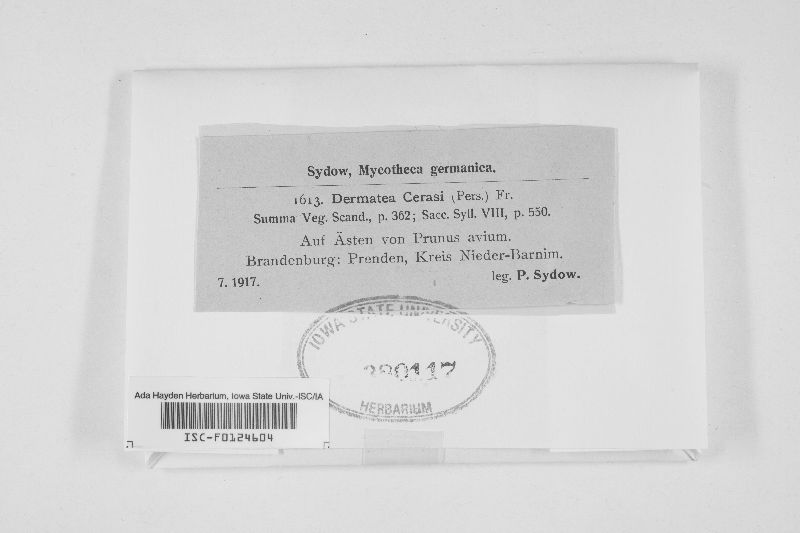 Sydow, Mycotheca germanica.
1613. Dermatea Cerasi (Pers.) Fr.
Summa Veg. Scand., p. 362; Sacc. Syll. VIII, p. 550.
Auf Ästen von Prunus avium.
Brandenburg: Prenden, Kreis Nieder-Barnim.
7. 1917. leg. P. Sydow.
IOWA STATE UNIVERSITY
HERBARIUM
Ada Hayden Herbarium, Iowa State Univ.-ISC/IA
ISC-F0124604